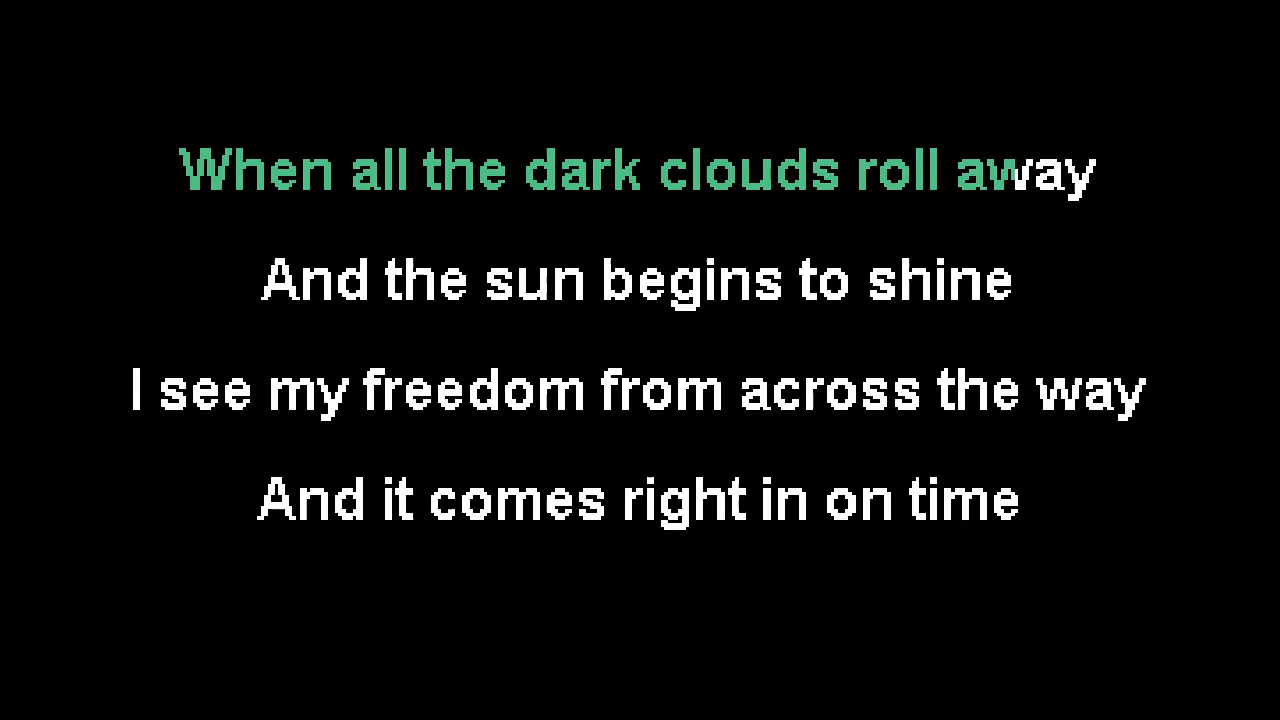 When all the dark clouds roll away
And the sun begins to shine
I see my freedom from across the way
And it comes right in on time